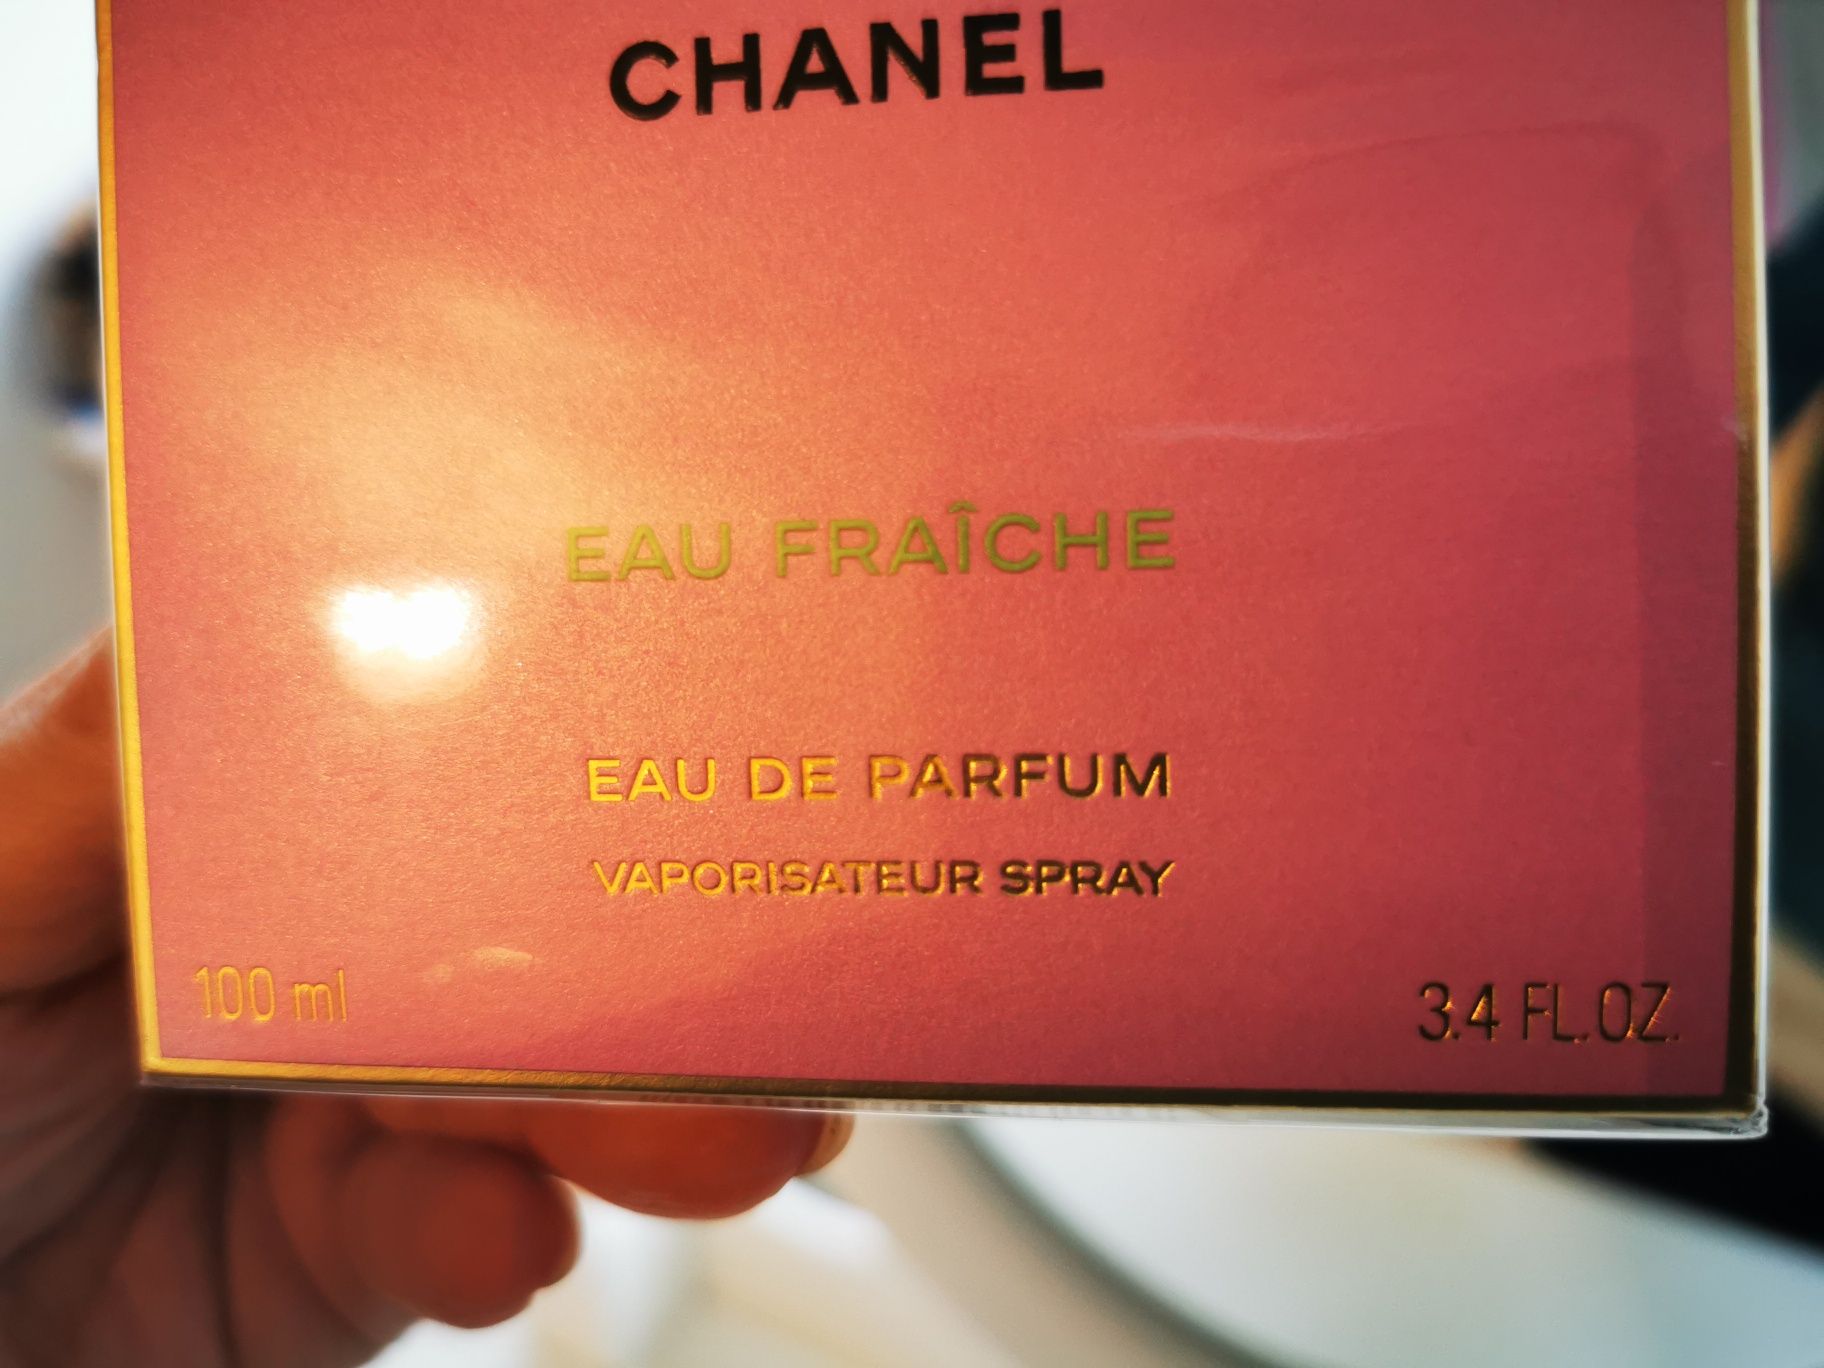 CHANEL
EAU FRAÎCHE
EAU DE PARFUM
VAPORISATEUR SPRAY
100 ml
3.4 FL.OZ.